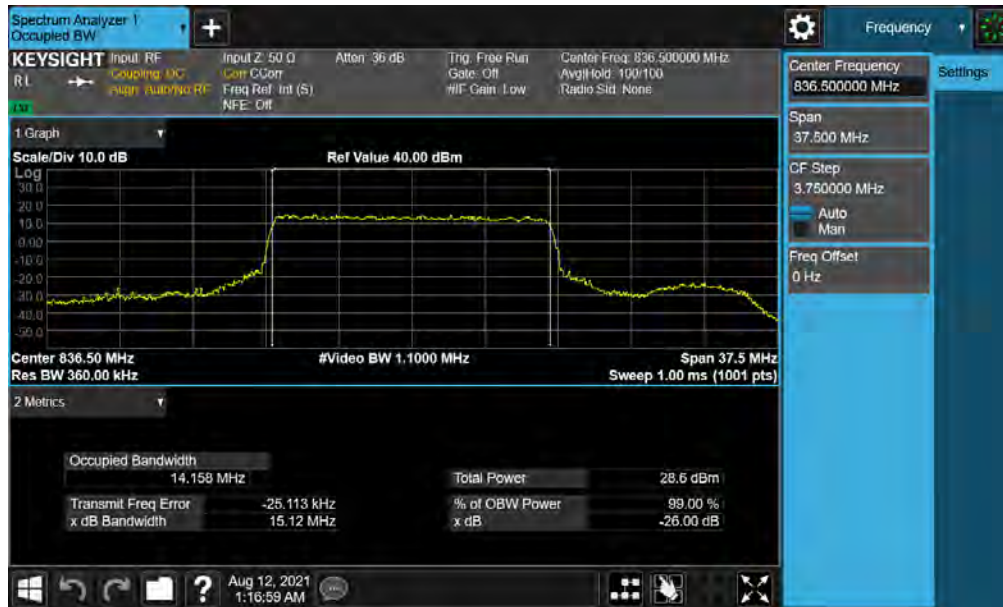 Spectrum Analyzer 1
Occupied BW
Frequency
KEYSIGHT
Input: RF
Coupling: DC
Align: Auto/No RF
Input Z: 50 Ω
Corr CCorr
Freq Ref: Int (S)
NFE: Off
Atten: 36 dB
Trig: Free Run
Gate: Off
#IF Gain: Low
Center Freq: 836.500000 MHz
Avg|Hold: 100/100
Radio Std: None
Center Frequency
836.500000 MHz
Settings
Span
37.500 MHz
CF Step
3.750000 MHz
Auto
Man
Freq Offset
0 Hz
1 Graph
Scale/Div 10.0 dB
Ref Value 40.00 dBm
Log
30.0
20.0
10.0
0.00
-10.0
-20.0
-30.0
-40.0
-50.0
Center 836.50 MHz
#Video BW 1.1000 MHz
Span 37.5 MHz
Res BW 360.00 kHz
Sweep 1.00 ms (1001 pts)
2 Metrics
Occupied Bandwidth
14.158 MHz
Total Power
28.6 dBm
Transmit Freq Error
-25.113 kHz
% of OBW Power
99.00 %
x dB Bandwidth
15.12 MHz
x dB
-26.00 dB
?
Aug 12, 2021
1:16:59 AM